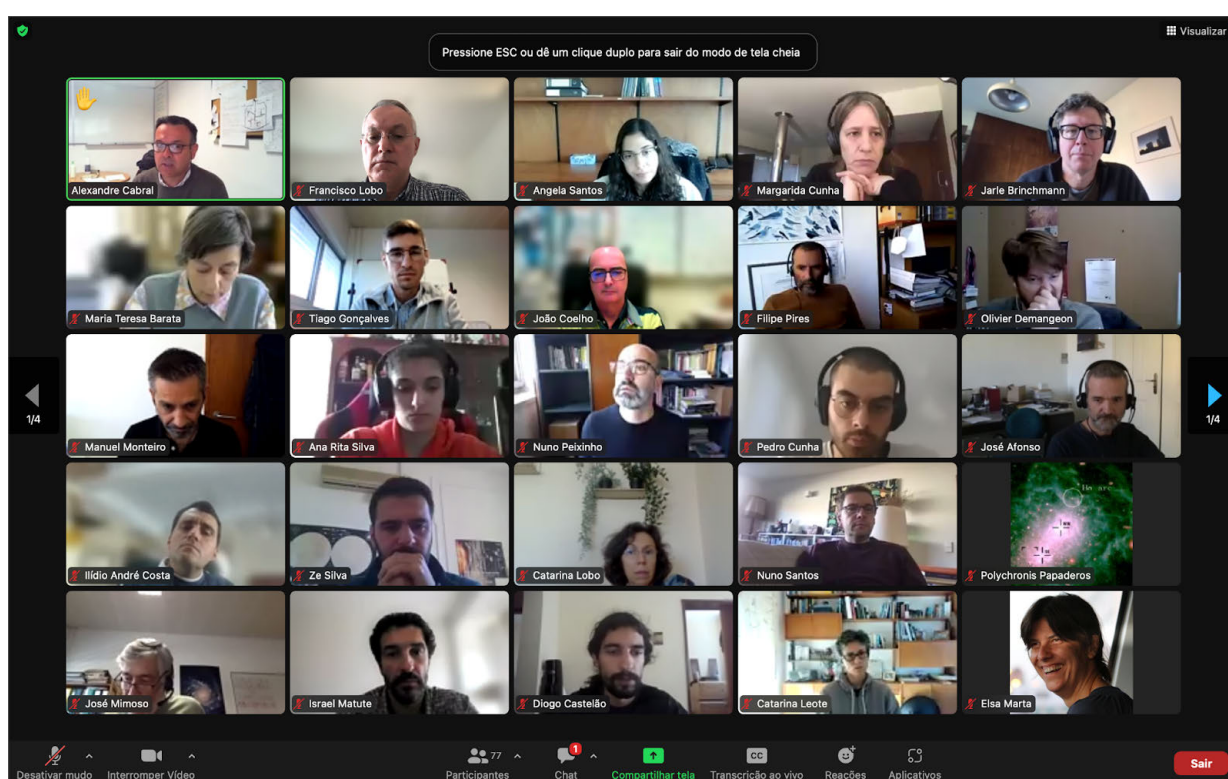 Visualizar
Pressione ESC ou dê um clique duplo para sair do modo de tela cheia
Alexandre Cabral
Francisco Lobo
Angela Santos
Margarida Cunha
Jarle Brinchmann
Maria Teresa Barata
Tiago Gonçalves
João Coelho
Filipe Pires
Olivier Demangeon
Manuel Monteiro
Ana Rita Silva
Nuno Peixinho
Pedro Cunha
José Afonso
1/4
1/4
Ilídio André Costa
Ze Silva
Catarina Lobo
Nuno Santos
Polychronis Papaderos
José Mimoso
Israel Matute
Diogo Castelão
Catarina Leote
Elsa Marta
77
1
CC
Desativar mudo
Interromper Vídeo
Participantes
Chat
Compartilhar tela
Transcrição ao vivo
Reações
Aplicativos
Sair